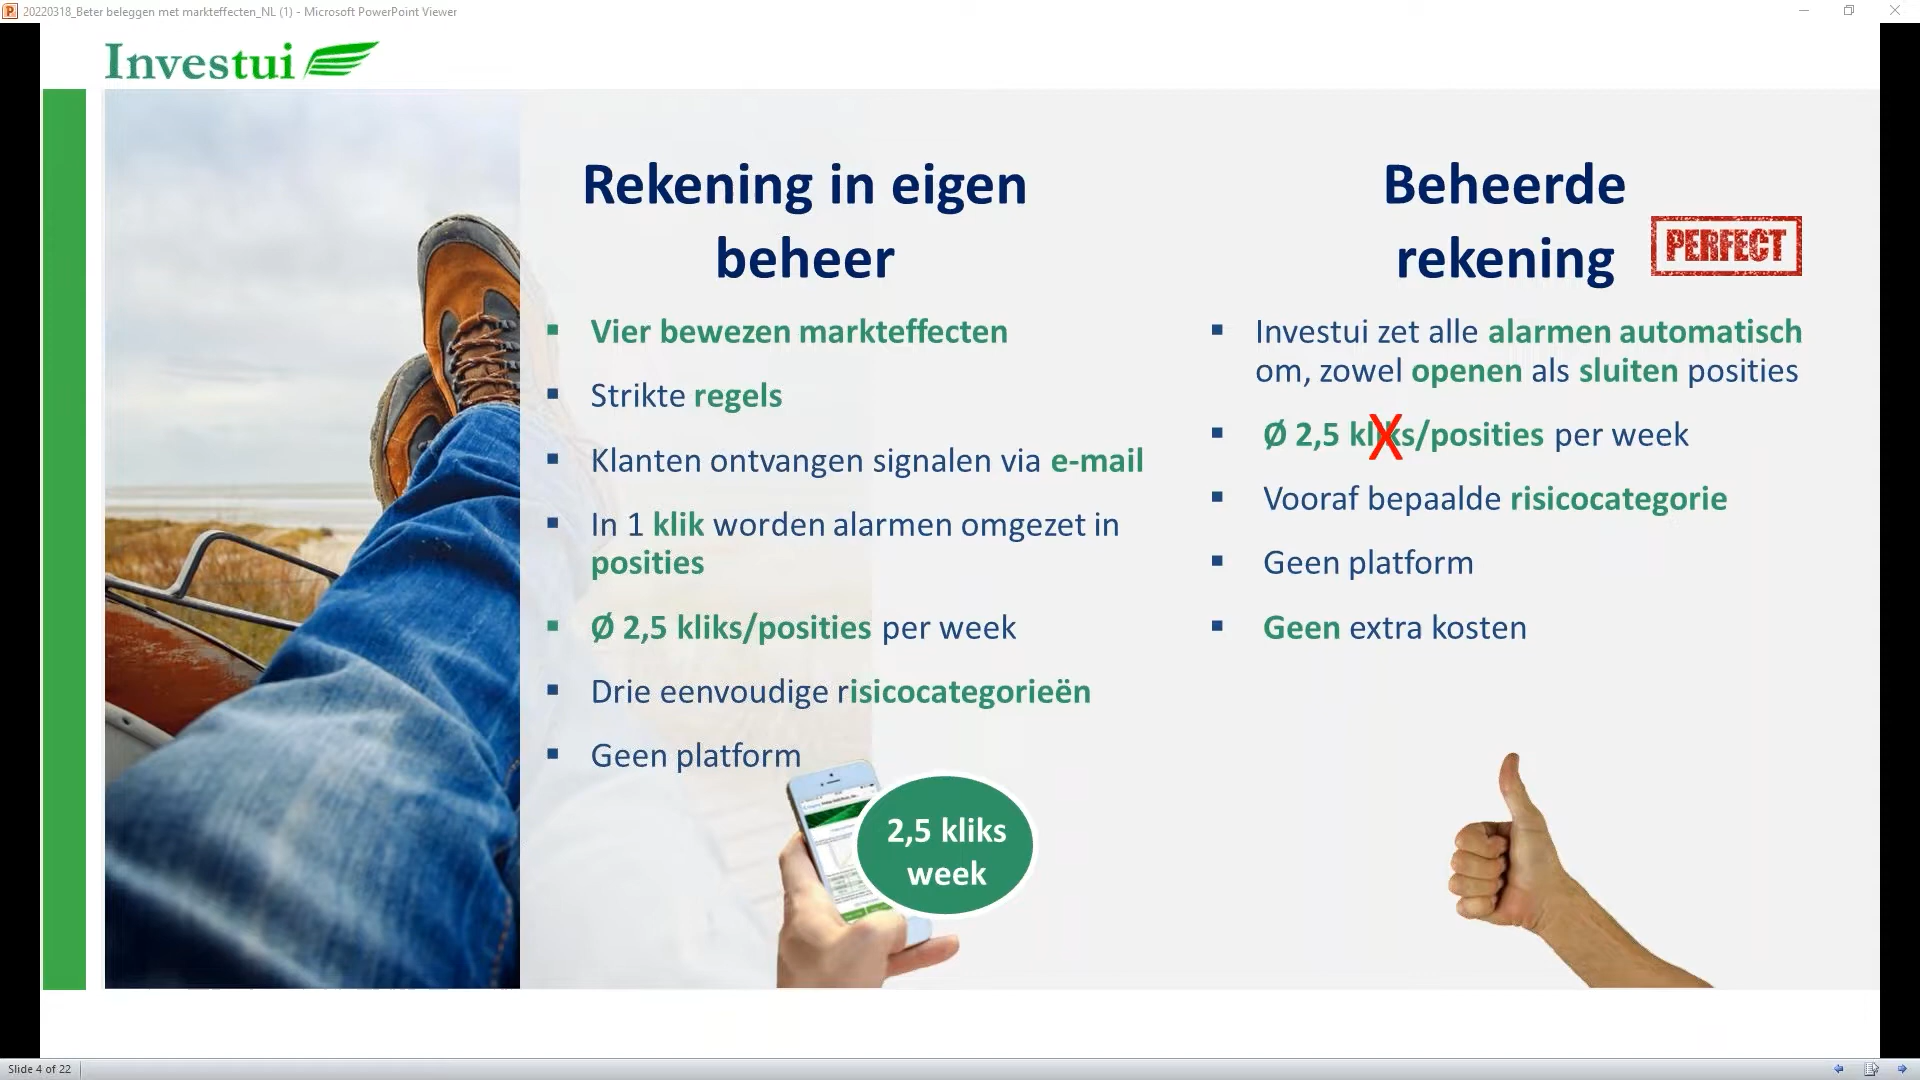 20220318_Beter beleggen met markteffecten_NL (1) - Microsoft PowerPoint Viewer
Investui
Rekening in eigen
beheer
Vier bewezen markteffecten
Strikte regels
Klanten ontvangen signalen via e-mail
In 1 klik worden alarmen omgezet in
posities
Ø 2,5 kliks/posities per week
Drie eenvoudige risicocategorieën
Geen platform
2,5 kliks
week
Beheerde
rekening
PERFECT
Investui zet alle alarmen automatisch
om, zowel openen als sluiten posities
Ø 2,5 kliks/posities per week
X
Vooraf bepaalde risicocategorie
Geen platform
Geen extra kosten
Slide 4 of 22